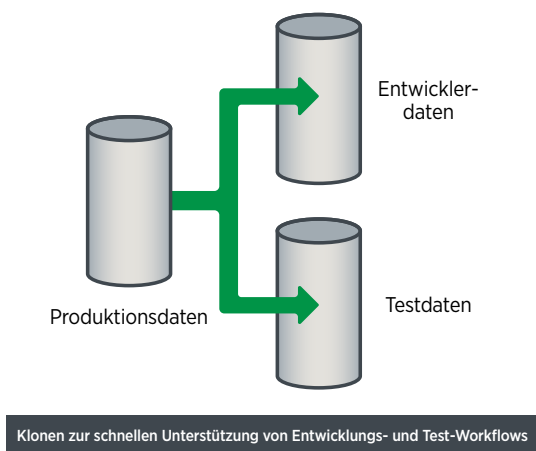 Entwickler-
daten
Produktionsdaten
Testdaten
Klonen zur schnellen Unterstützung von Entwicklungs- und Test-Workflows